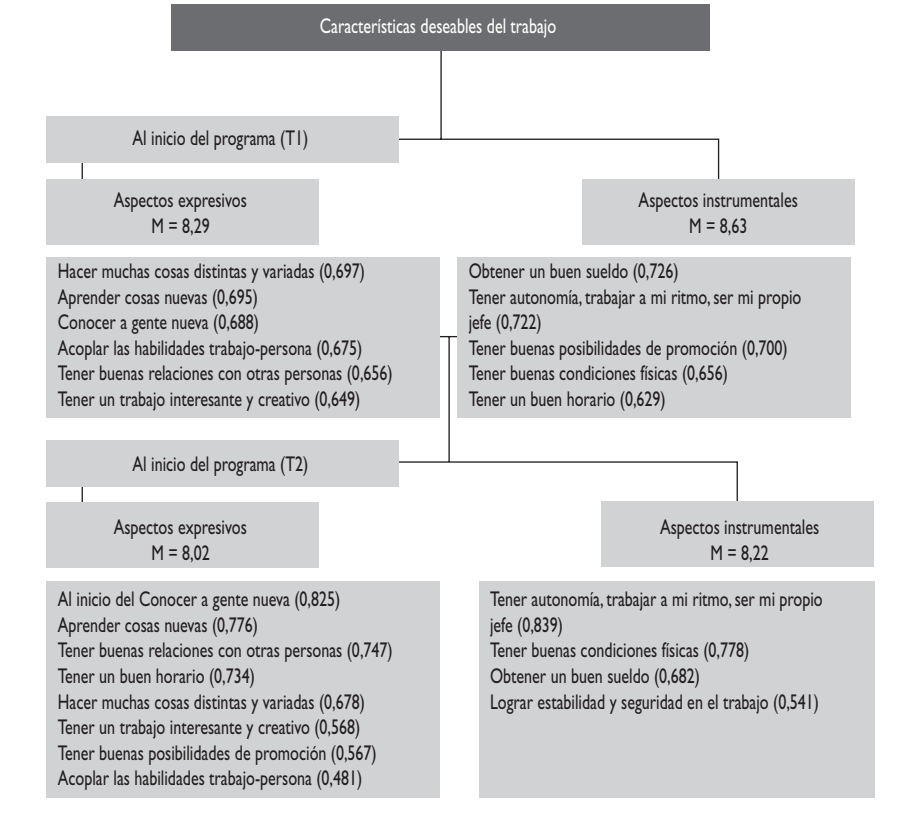 Características deseables del trabajo
Al inicio del programa (T1)
Aspectos expresivos
M = 8,29
Aspectos instrumentales
M = 8,63
Hacer muchas cosas distintas y variadas (0,697)
Aprender cosas nuevas (0,695)
Conocer a gente nueva (0,688)
Acoplar las habilidades trabajo-persona (0,675)
Tener buenas relaciones con otras personas (0,656)
Tener un trabajo interesante y creativo (0,649)
Obtener un buen sueldo (0,726)
Tener autonomía, trabajar a mi ritmo, ser mi propio
jefe (0,722)
Tener buenas posibilidades de promoción (0,700)
Tener buenas condiciones físicas (0,656)
Tener un buen horario (0,629)
Al inicio del programa (T2)
Aspectos expresivos
M = 8,02
Aspectos instrumentales
M = 8,22
Al inicio del Conocer a gente nueva (0,825)
Aprender cosas nuevas (0,776)
Tener buenas relaciones con otras personas (0,747)
Tener un buen horario (0,734)
Hacer muchas cosas distintas y variadas (0,678)
Tener un trabajo interesante y creativo (0,568)
Tener buenas posibilidades de promoción (0,567)
Acoplar las habilidades trabajo-persona (0,481)
Tener autonomía, trabajar a mi ritmo, ser mi propio
jefe (0,839)
Tener buenas condiciones físicas (0,778)
Obtener un buen sueldo (0,682)
Lograr estabilidad y seguridad en el trabajo (0,541)